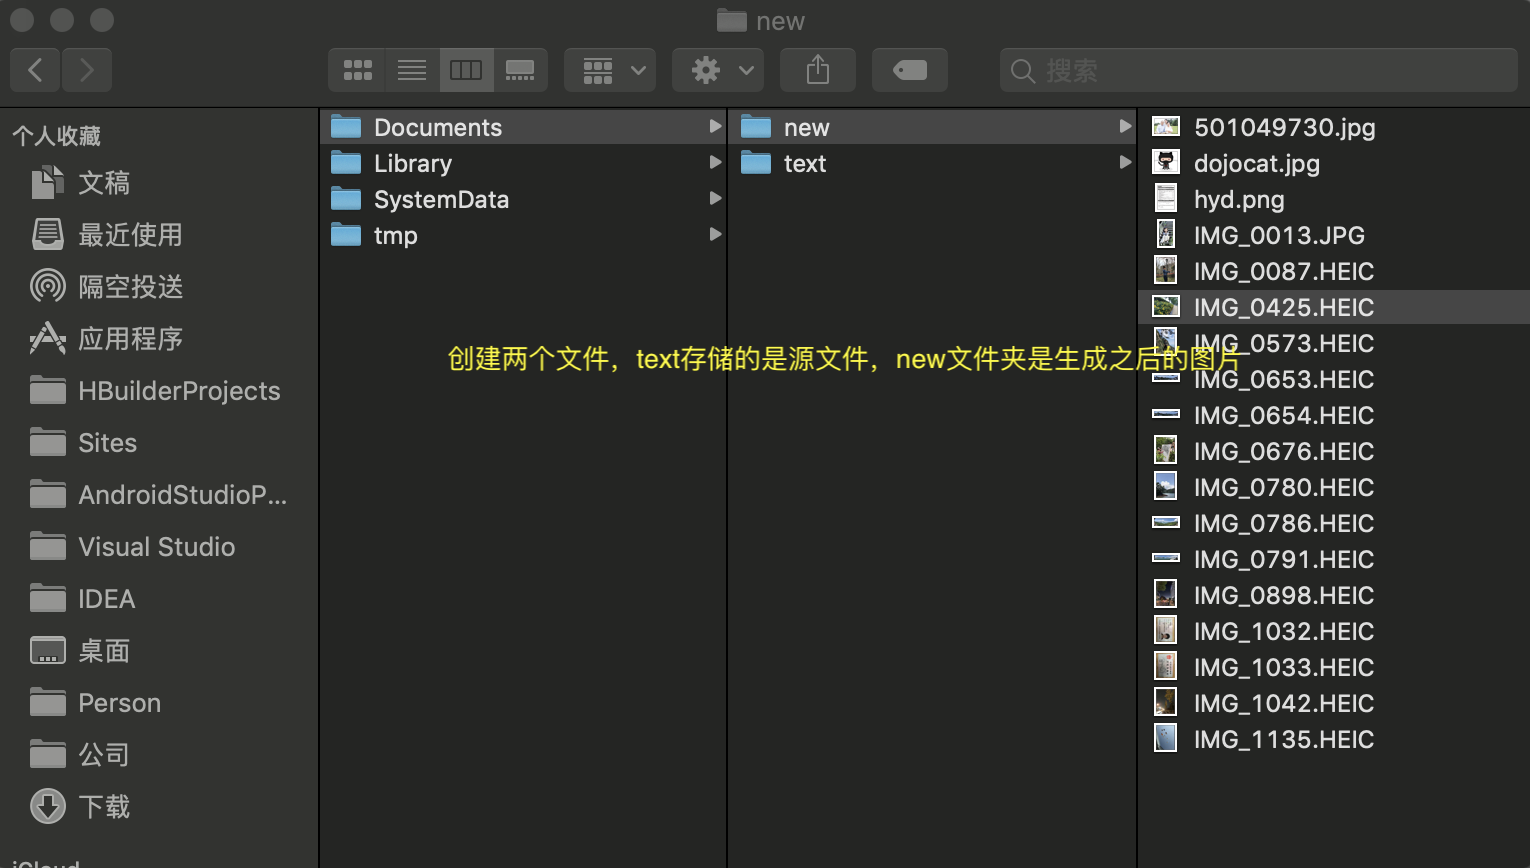 new
搜索
个人收藏
文稿
最近使用
隔空投送
应用程序
HBuilderProjects
Sites
AndroidStudioP...
Visual Studio
IDEA
桌面
Person
公司
下载
iCloud
Documents
Library
SystemData
tmp
new
text
501049730.jpg
dojocat.jpg
hyd.png
IMG_0013.JPG
IMG_0087.HEIC
IMG_0425.HEIC
IMG_0573.HEIC
IMG_0653.HEIC
IMG_0654.HEIC
IMG_0676.HEIC
IMG_0780.HEIC
IMG_0786.HEIC
IMG_0791.HEIC
IMG_0898.HEIC
IMG_1032.HEIC
IMG_1033.HEIC
IMG_1042.HEIC
IMG_1135.HEIC
创建两个文件，text存储的是源文件，new文件夹是生成之后的图片